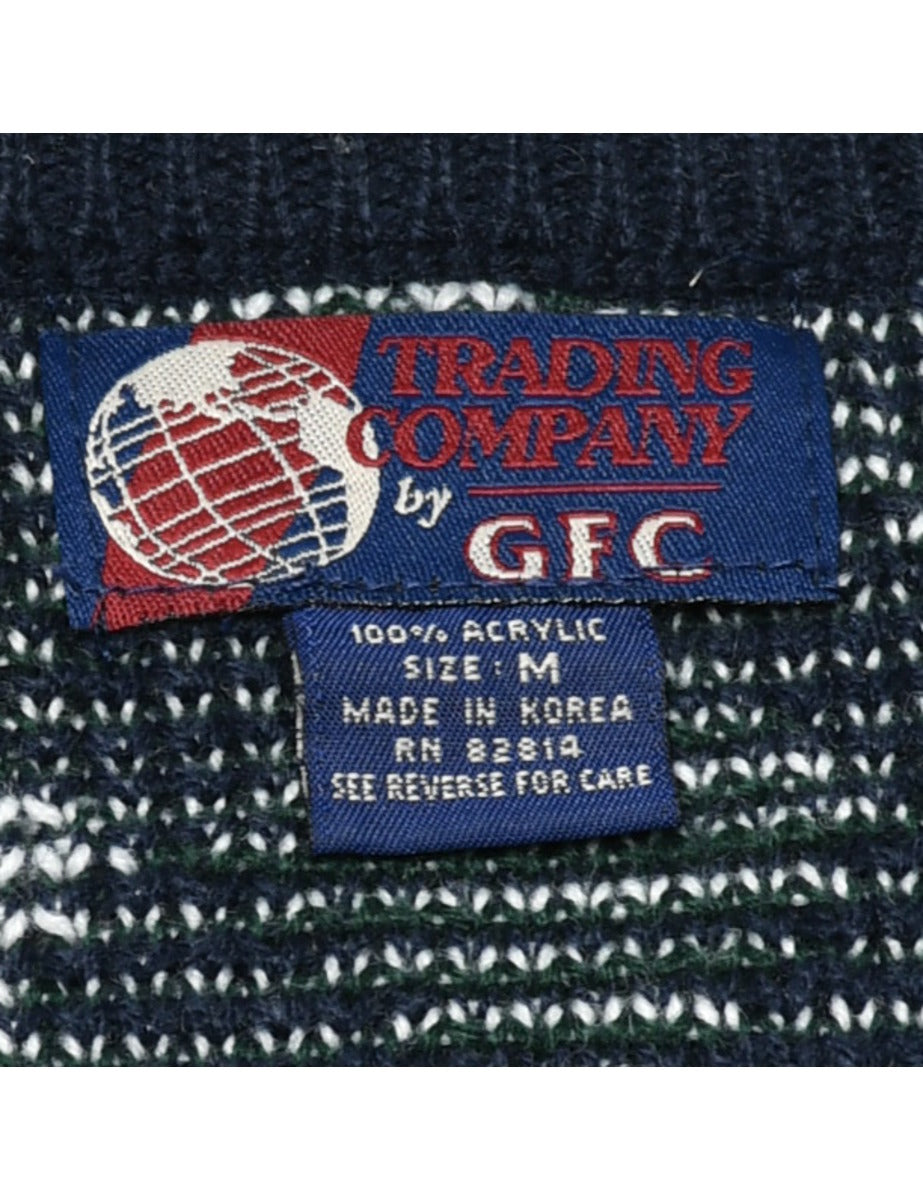 TRADING
COMPANY
by GFC
100% ACRYLIC
SIZE : M
MADE IN KOREA
RN 82814
SEE REVERSE FOR CARE